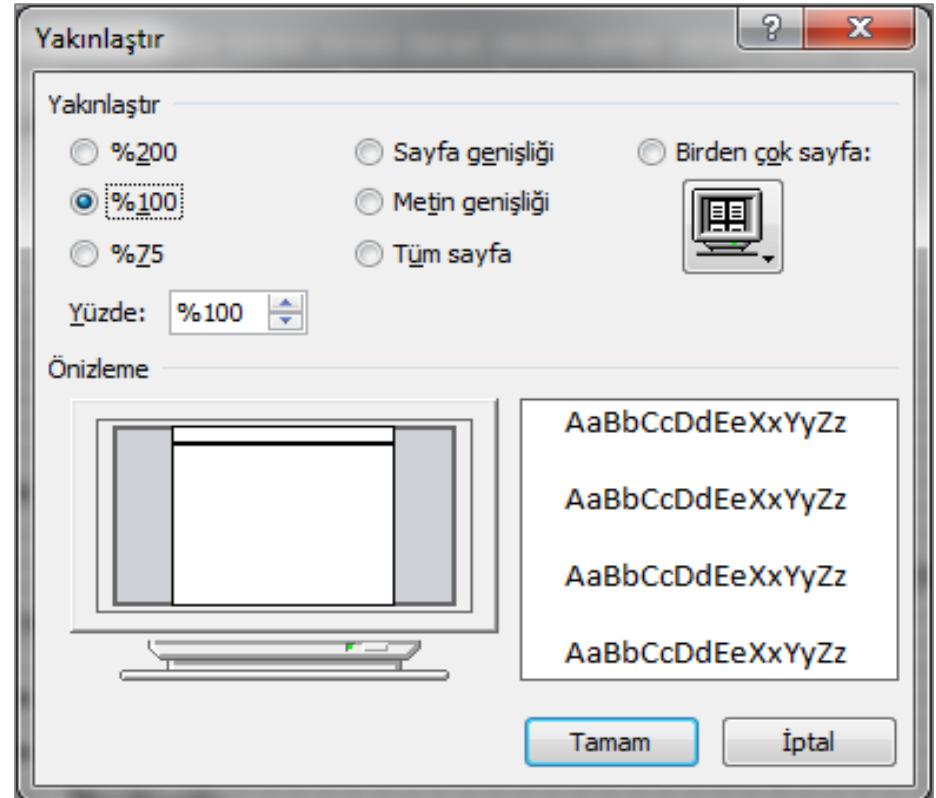 Yakınlaştır
Yakınlaştır
%200 Sayfa genişliği Birden çok sayfa:
%100 Metin genişliği
%75 Tüm sayfa
Yüzde: %100
Önizleme
AaBbCcDdEeXxYyZz
AaBbCcDdEeXxYyZz
AaBbCcDdEeXxYyZz
AaBbCcDdEeXxYyZz
Tamam İptal